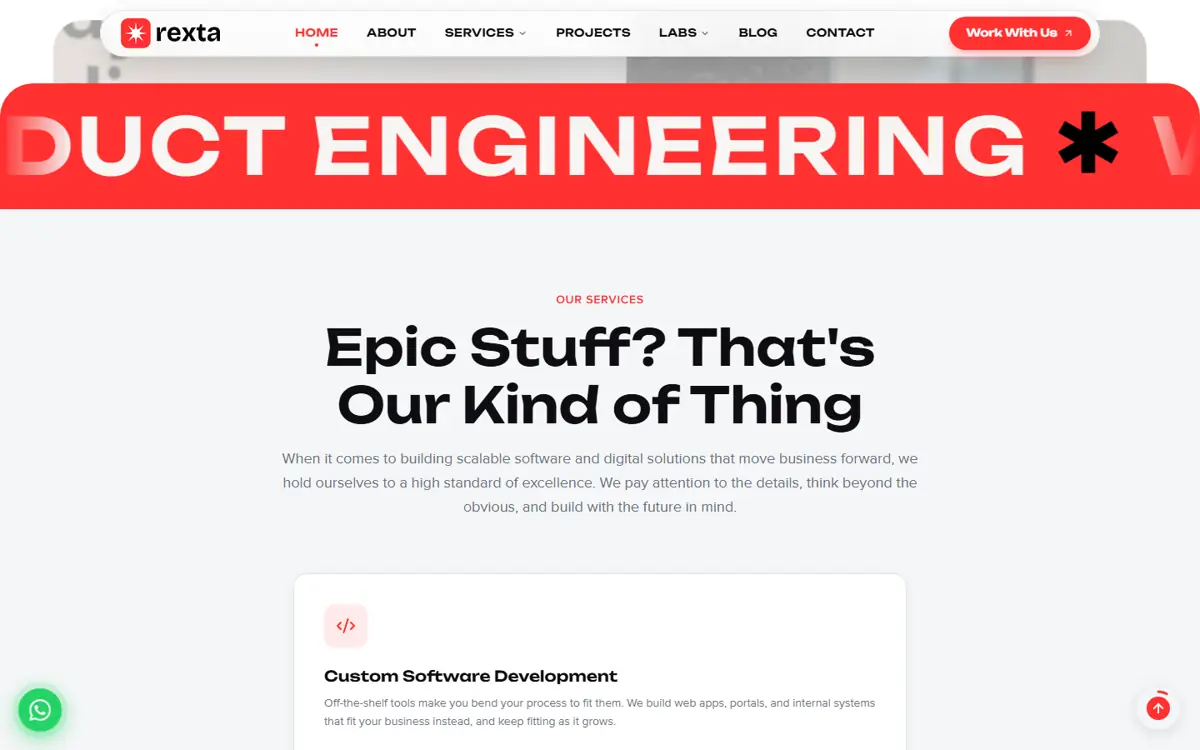 rexta
HOME
ABOUT
SERVICES
PROJECTS
LABS
BLOG
CONTACT
Work With Us
DUCT ENGINEERING
OUR SERVICES
Epic Stuff? That's
Our Kind of Thing
When it comes to building scalable software and digital solutions that move business forward, we
hold ourselves to a high standard of excellence. We pay attention to the details, think beyond the
obvious, and build with the future in mind.
</>
Custom Software Development
Off-the-shelf tools make you bend your process to fit them. We build web apps, portals, and internal systems
that fit your business instead, and keep fitting as it grows.